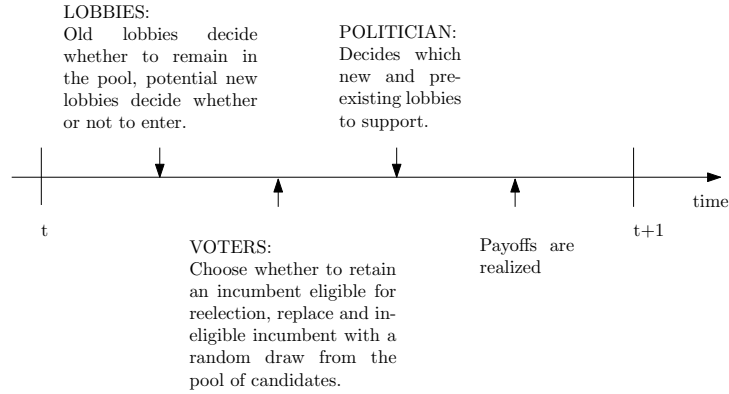 LOBBIES:
Old lobbies decide
whether to remain in
the pool, potential new
lobbies decide whether
or not to enter.
POLITICIAN:
Decides which
new and pre-
existing lobbies
to support.
time
t
t+1
VOTERS:
Choose whether to retain
an incumbent eligible for
reelection, replace and in-
eligible incumbent with a
random draw from the
pool of candidates.
Payoffs are
realized